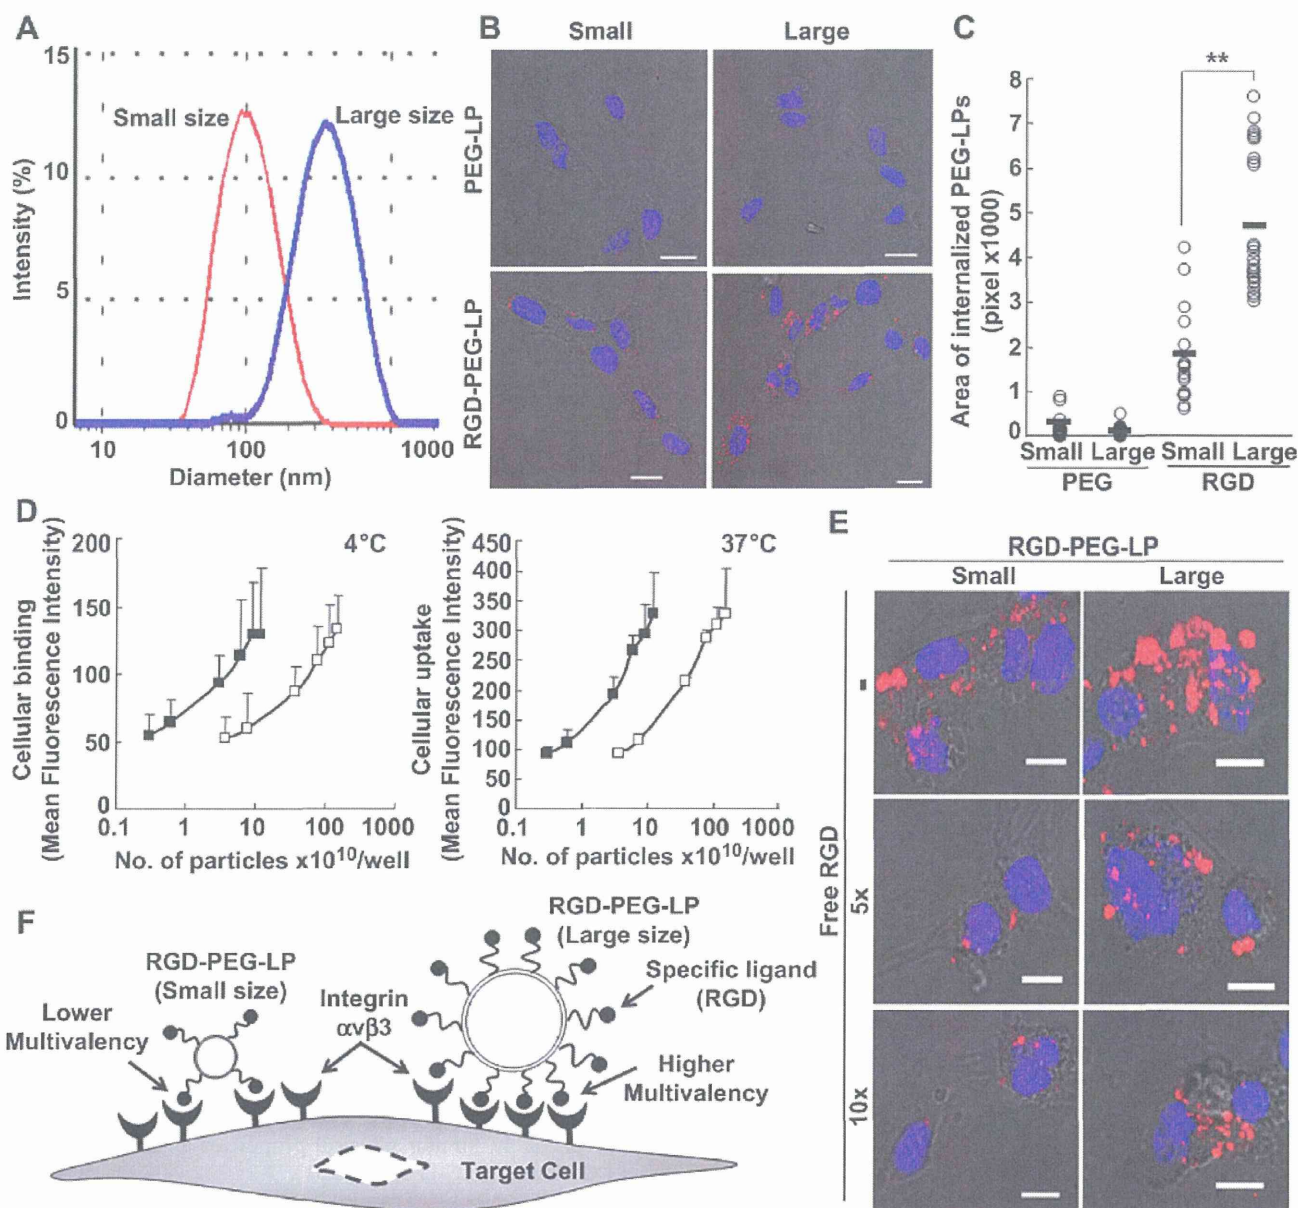 A
15
10
5
0
Intensity (%)
Small size
Large size
10
100
1000
Diameter (nm)
B
Small
Large
PEG-LP
RGD-PEG-LP
C
Area of internalized PEG-LPs
(pixel x1000)
8
7
6
5
4
3
2
1
0
**
Small Large
Small Large
PEG
RGD
D
Cellular binding
(Mean Fluorescence Intensity)
200
150
100
50
0
4°C
0.1
1
10
100
1000
No. of particles x10¹⁰/well
Cellular uptake
(Mean Fluorescence Intensity)
450
400
350
300
250
200
150
100
50
0
37°C
0.1
1
10
100
1000
No. of particles x10¹⁰/well
E
RGD-PEG-LP
Small
Large
Free RGD
-
5x
10x
F
RGD-PEG-LP
(Small size)
Lower
Multivalency
Integrin
αvβ3
RGD-PEG-LP
(Large size)
Specific ligand
(RGD)
Higher
Multivalency
Target Cell